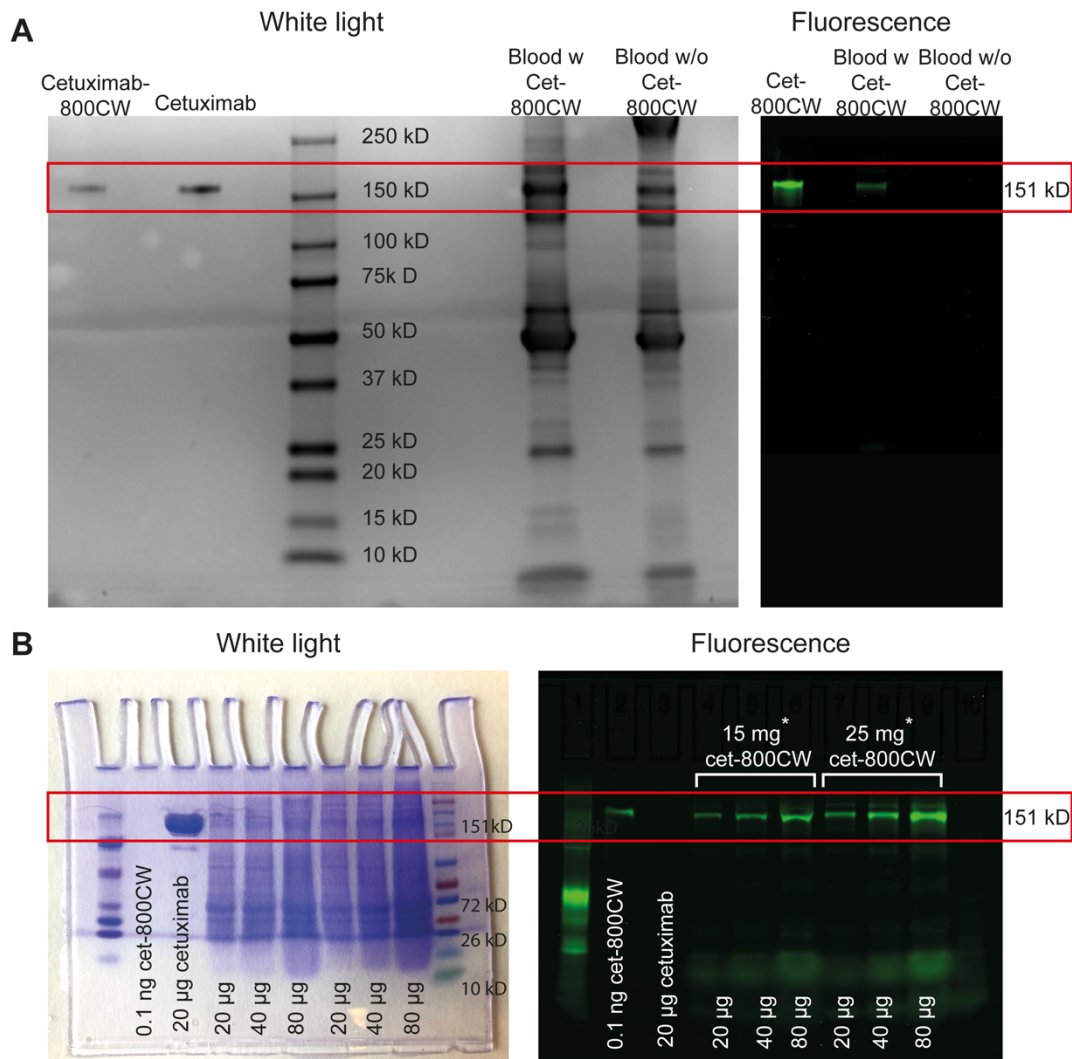 A
White light
Fluorescence
Cetuximab-
800CW
Cetuximab
Blood w
Cet-
800CW
Blood w/o
Cet-
800CW
Cet-
800CW
Blood w
Cet-
800CW
Blood w/o
Cet-
800CW
250 kD
150 kD
151 kD
100 kD
75k D
50 kD
37 kD
25 kD
20 kD
15 kD
10 kD
B
White light
Fluorescence
1 2 3 4 5 6 7 8 9 10
15 mg*
cet-800CW
25 mg*
cet-800CW
151kD
26kD
151 kD
72 kD
26 kD
10 kD
0.1 ng cet-800CW
20 µg cetuximab
20 µg
40 µg
80 µg
20 µg
40 µg
80 µg
0.1 ng cet-800CW
20 µg cetuximab
20 µg
40 µg
80 µg
20 µg
40 µg
80 µg